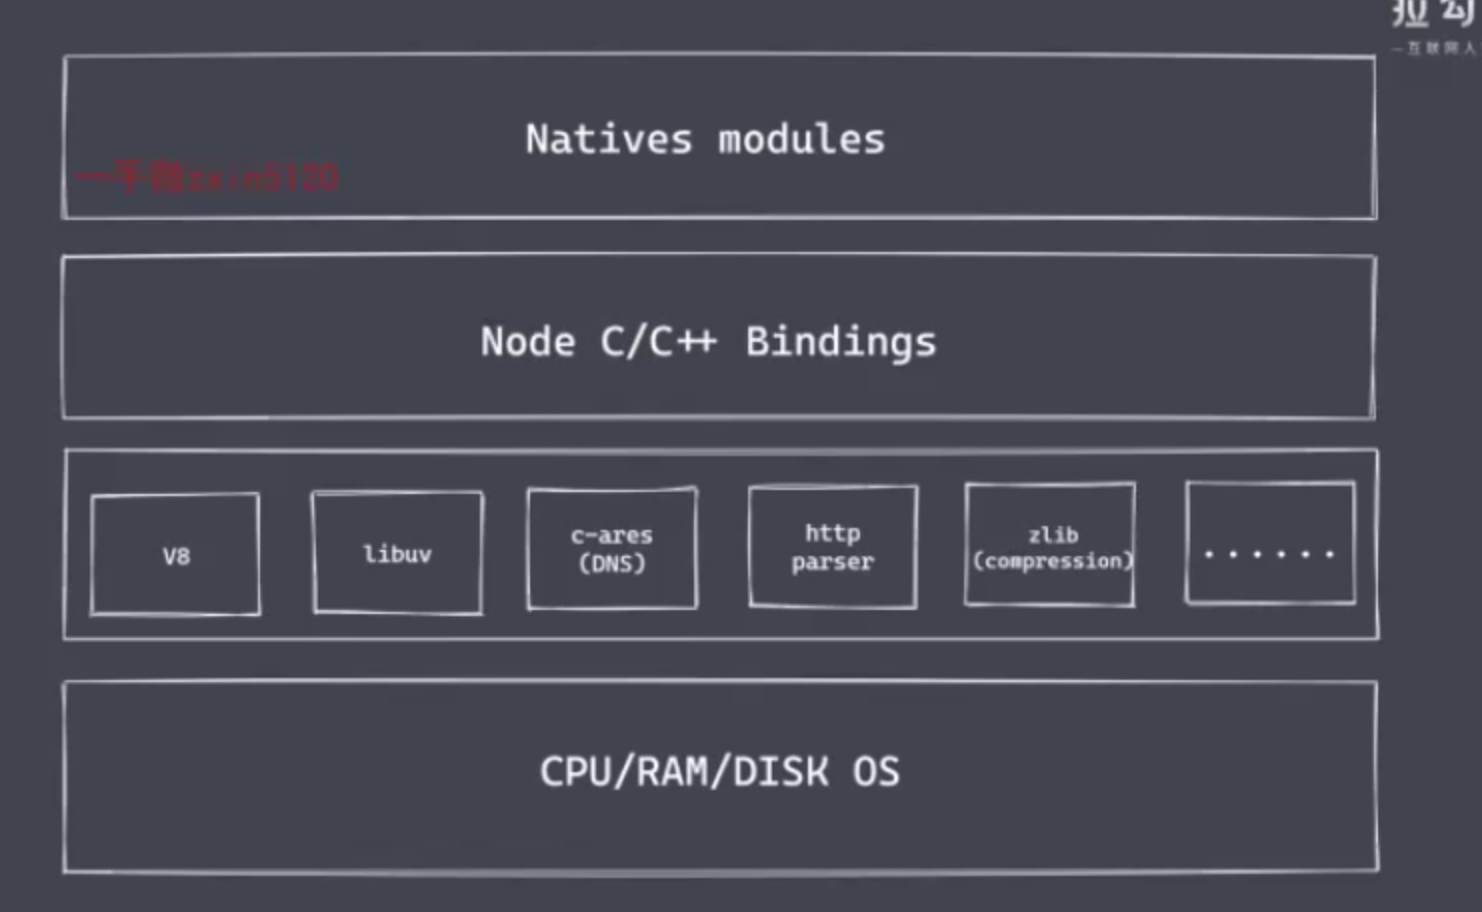 拉勾
—互联网人
Natives modules
一手微zxin5120
Node C/C++ Bindings
V8
libuv
c-ares
(DNS)
http
parser
zlib
(compression)
......
CPU/RAM/DISK OS